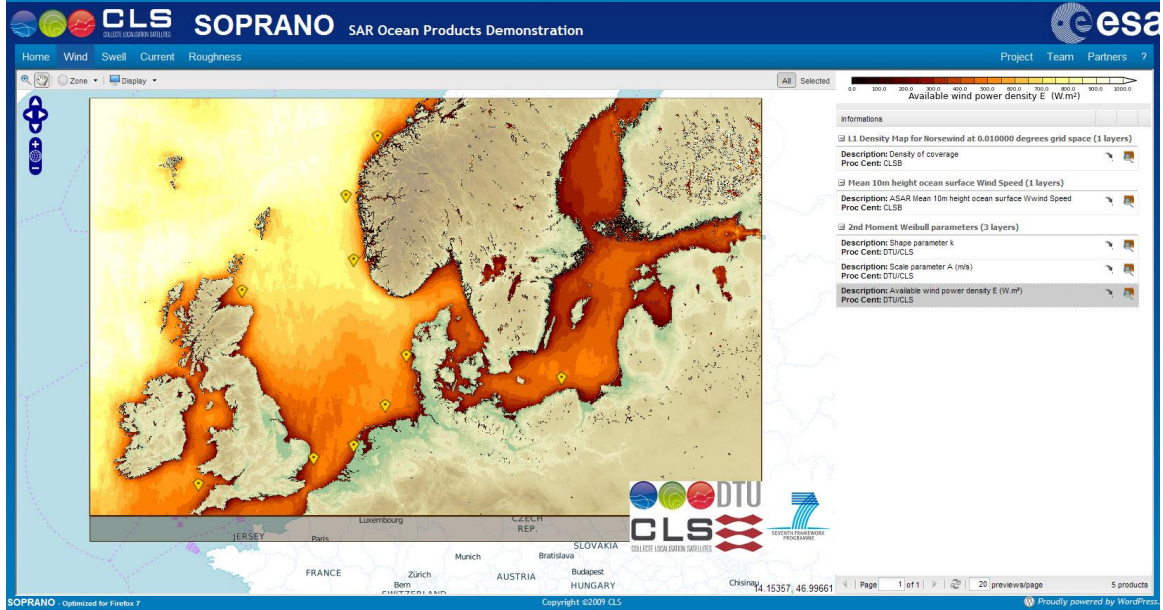 CLS
COLLECTE LOCALISATION SATELLITES
SOPRANO SAR Ocean Products Demonstration
esa
Home Wind Swell Current Roughness
Project Team Partners ?
Zone Display
All Selected
0.0 100.0 200.0 300.0 400.0 500.0 600.0 700.0 800.0 900.0 1000.0
Available wind power density E (W.m²)
informations
L1 Density Map for Norsewind at 0.010000 degrees grid space (1 layers)
Description: Density of coverage
Proc Cent: CLSB
Mean 10m height ocean surface Wind Speed (1 layers)
Description: ASAR Mean 10m height ocean surface Wwind Speed
Proc Cent: CLSB
2nd Moment Weibull parameters (3 layers)
Description: Shape parameter k
Proc Cent: DTU/CLS
Description: Scale parameter A (m/s)
Proc Cent: DTU/CLS
Description: Available wind power density E (W.m²)
Proc Cent: DTU/CLS
DTU
CLS
COLLECTE LOCALISATION SATELLITES
SEVENTH FRAMEWORK
PROGRAMME
Luxembourg
CZECH
REP.
JERSEY
Paris
SLOVAKIA
Munich
Bratislava
FRANCE
Zürich
AUSTRIA
Budapest
Bern
HUNGARY
SWITZERLAND
Chisinau
14.15357, 46.99661
Page 1 of 1 20 previews/page 5 products
SOPRANO - Optimized for Firefox 7
Copyright ©2009 CLS
Proudly powered by WordPress.